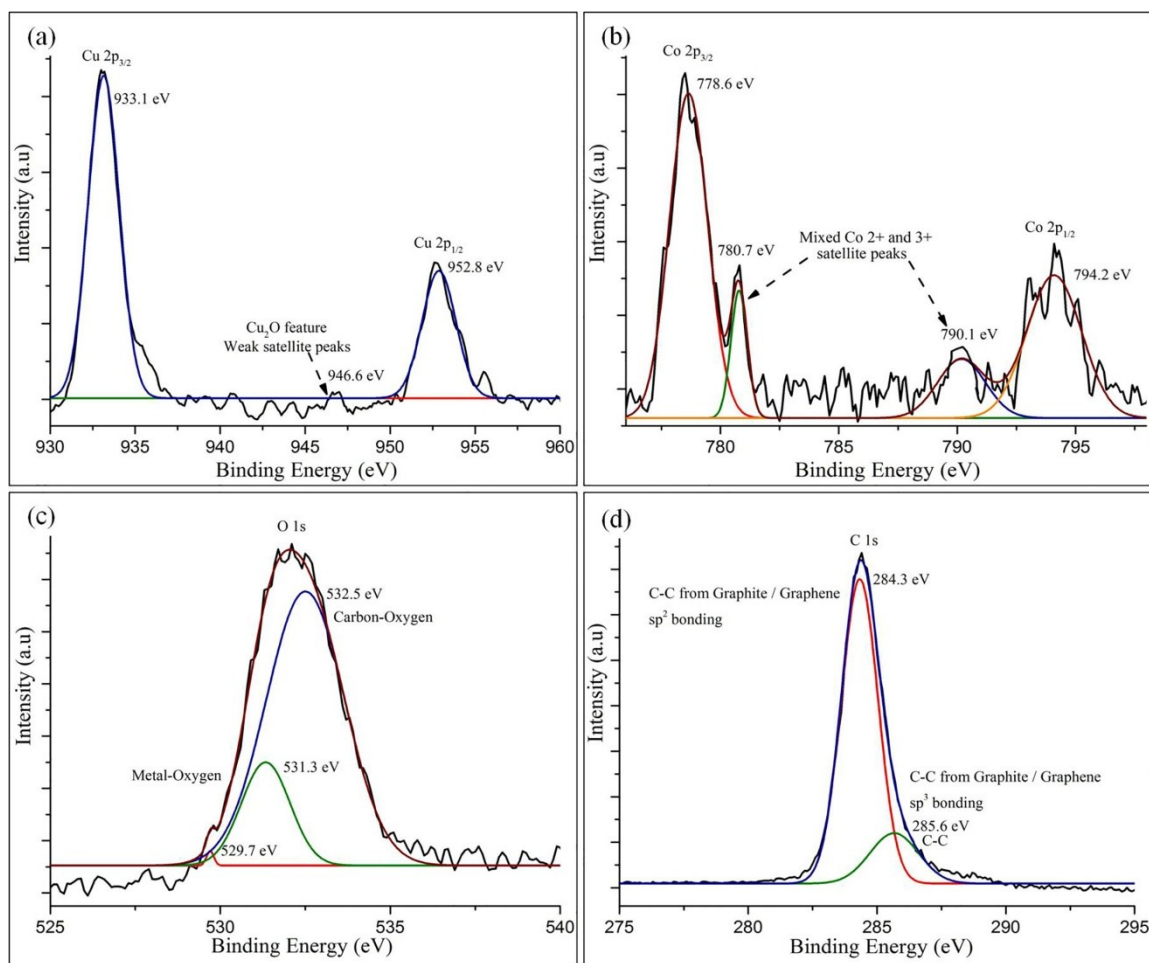 (a)
Cu 2p3/2
933.1 eV
Cu 2p1/2
952.8 eV
Cu2O feature
Weak satellite peaks
946.6 eV
Intensity (a.u)
930 935 940 945 950 955 960
Binding Energy (eV)
(b)
Co 2p3/2
778.6 eV
780.7 eV
Mixed Co 2+ and 3+
satellite peaks
Co 2p1/2
794.2 eV
790.1 eV
Intensity (a.u)
780 785 790 795
Binding Energy (eV)
(c)
O 1s
532.5 eV
Carbon-Oxygen
Metal-Oxygen
531.3 eV
529.7 eV
Intensity (a.u)
525 530 535 540
Binding Energy (eV)
(d)
C 1s
284.3 eV
C-C from Graphite / Graphene
sp2 bonding
C-C from Graphite / Graphene
sp3 bonding
285.6 eV
C-C
Intensity (a.u)
275 280 285 290 295
Binding Energy (eV)